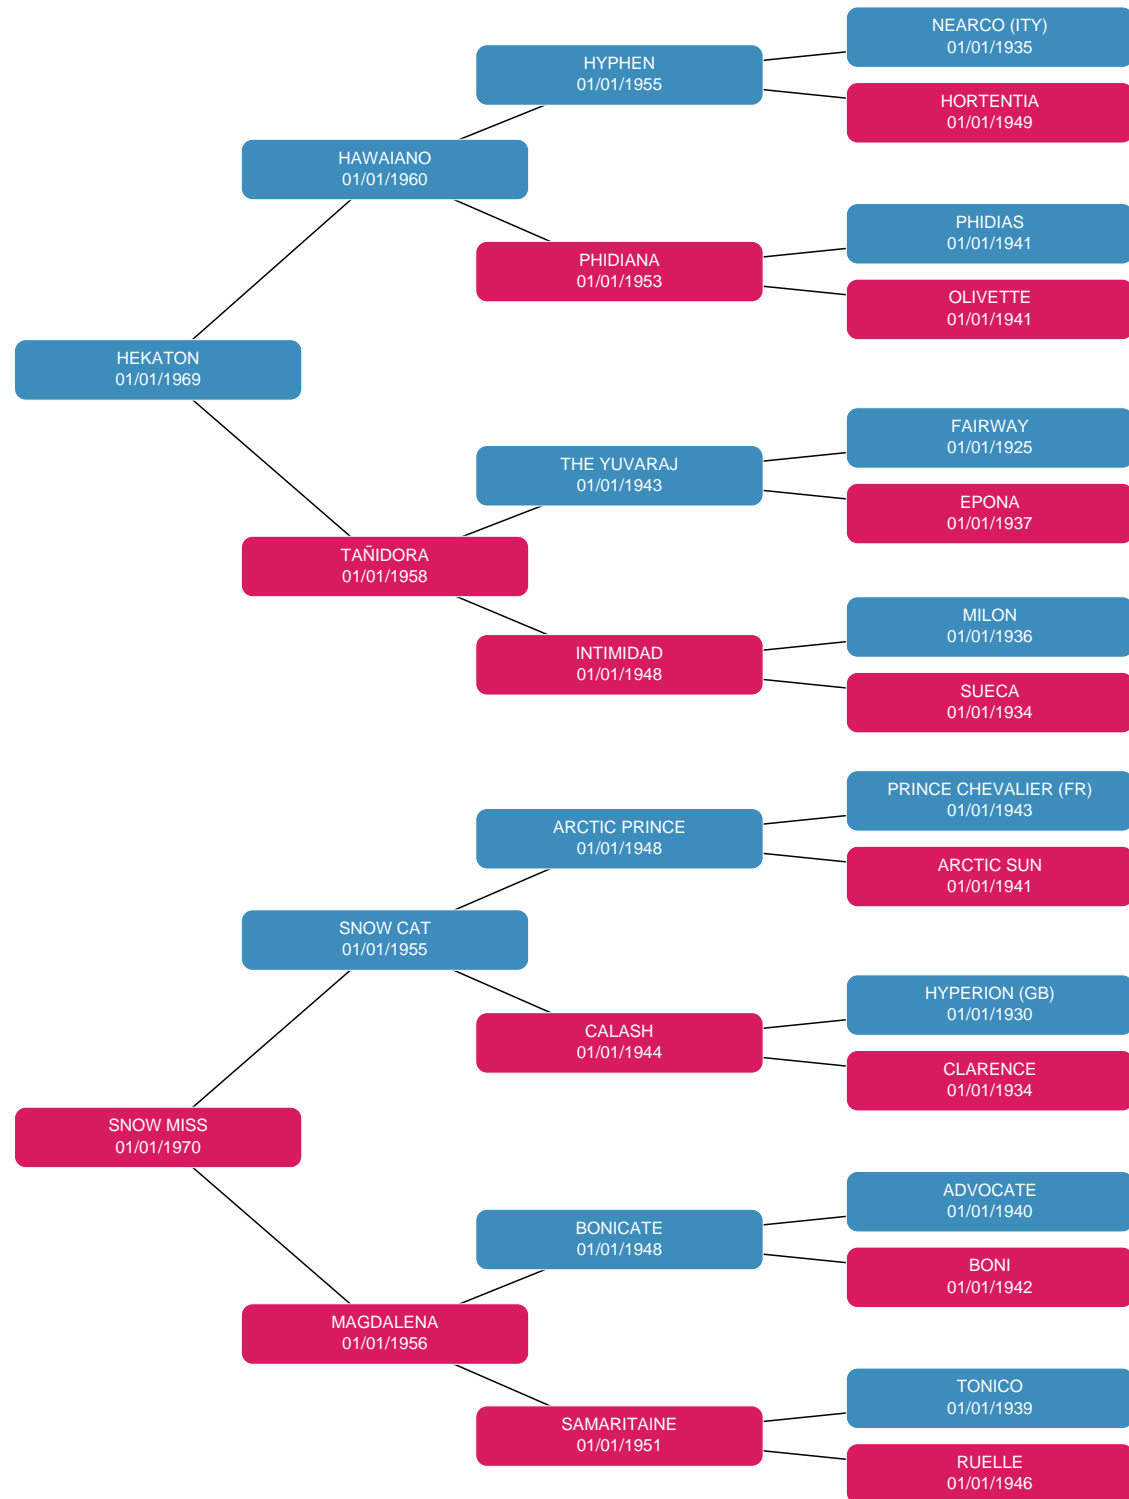 NEARCO (ITY)
01/01/1935
HYPHEN
01/01/1955
HORTENTIA
01/01/1949
HAWAIANO
01/01/1960
PHIDIAS
01/01/1941
PHIDIANA
01/01/1953
OLIVETTE
01/01/1941
HEKATON
01/01/1969
FAIRWAY
01/01/1925
THE YUVARAJ
01/01/1943
EPONA
01/01/1937
TAÑIDORA
01/01/1958
MILON
01/01/1936
INTIMIDAD
01/01/1948
SUECA
01/01/1934
PRINCE CHEVALIER (FR)
01/01/1943
ARCTIC PRINCE
01/01/1948
ARCTIC SUN
01/01/1941
SNOW CAT
01/01/1955
HYPERION (GB)
01/01/1930
CALASH
01/01/1944
CLARENCE
01/01/1934
SNOW MISS
01/01/1970
ADVOCATE
01/01/1940
BONICATE
01/01/1948
BONI
01/01/1942
MAGDALENA
01/01/1956
TONICO
01/01/1939
SAMARITAINE
01/01/1951
RUELLE
01/01/1946